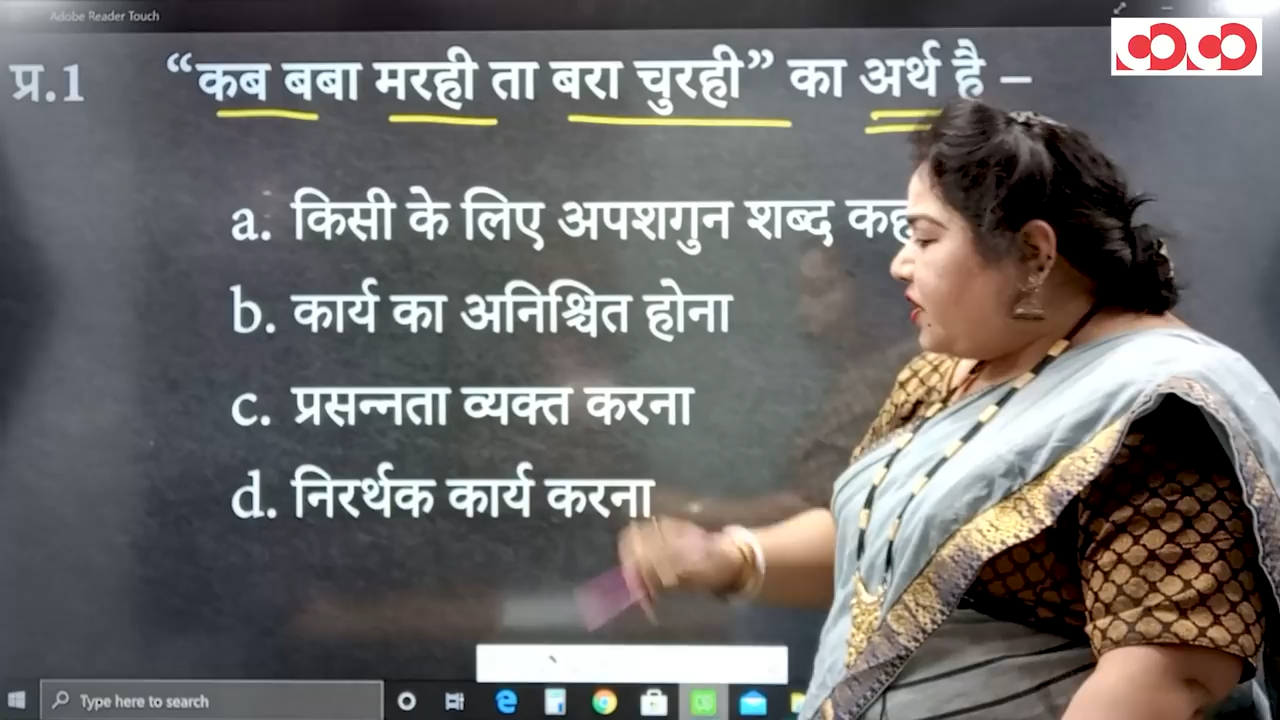 Adobe Reader Touch
प्र.1 “कब बबा मरही ता बरा चुरही” का अर्थ है –
a. किसी के लिए अपशगुन शब्द
b. कार्य का अनिश्चित होना
c. प्रसन्नता व्यक्त करना
d. निरर्थक कार्य करना
Type here to search